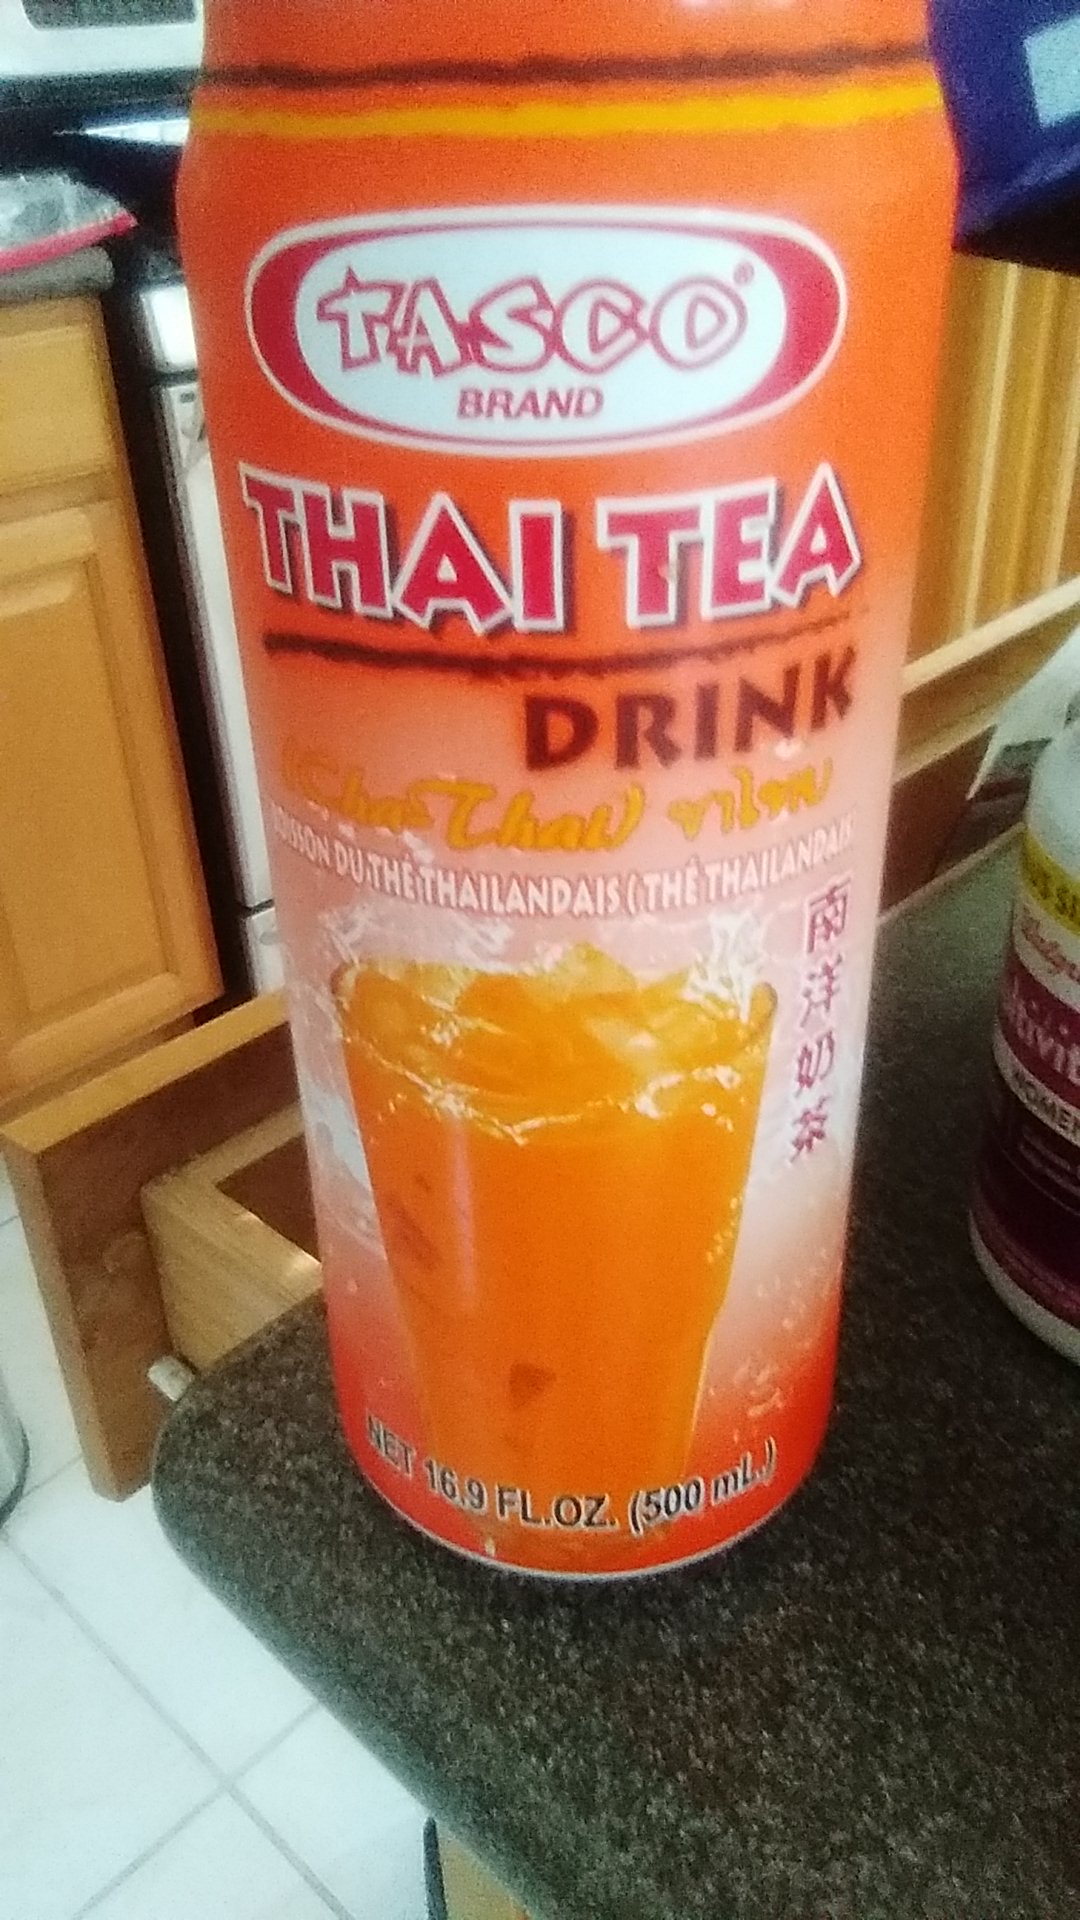 TASCO®
BRAND
THAI TEA
DRINK
(Cha-Thai) ชาไทย
BOISSON DU THÉ THAILANDAIS (THÉ THAILANDAIS
南洋奶茶
NET 16.9 FL.OZ. (500 mL.)